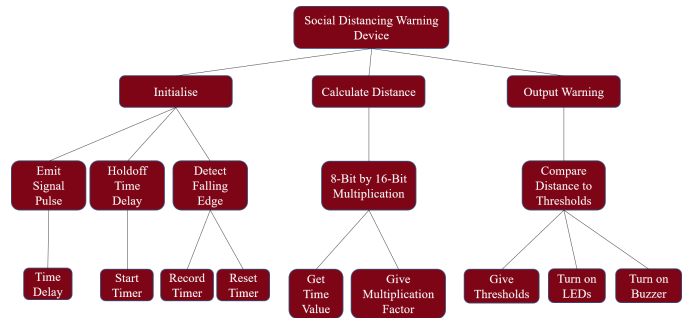 Social Distancing Warning
Device
Initialise
Calculate Distance
Output Warning
Emit
Signal
Pulse
Holdoff
Time
Delay
Detect
Falling
Edge
8-Bit by 16-Bit
Multiplication
Compare
Distance to
Thresholds
Time
Delay
Start
Timer
Record
Timer
Reset
Timer
Get
Time
Value
Give
Multiplication
Factor
Give
Thresholds
Turn on
LEDs
Turn on
Buzzer